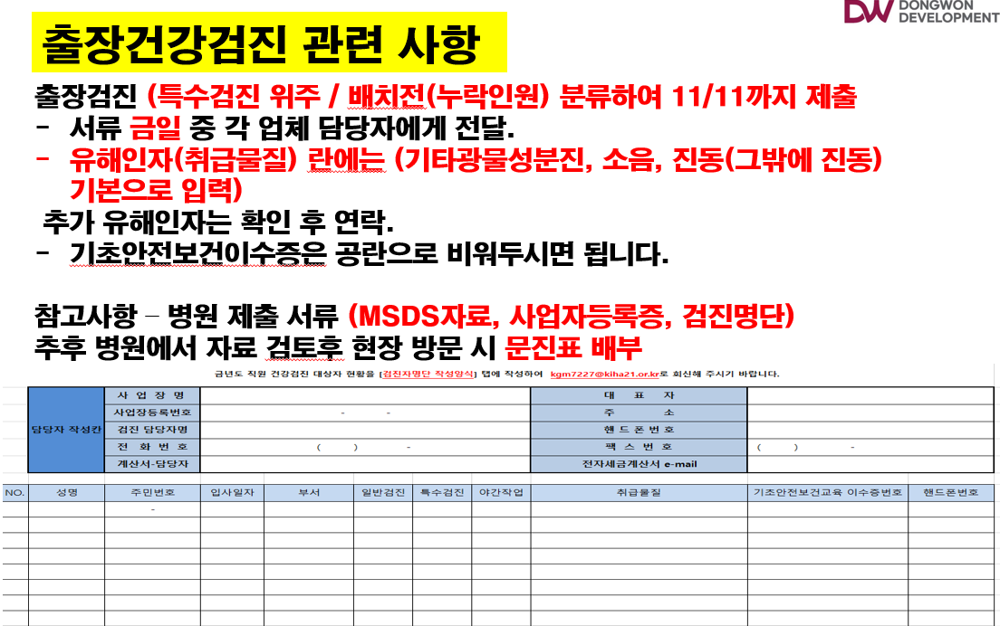 DONGWON
DEVELOPMENT
출장건강검진 관련 사항
출장검진 (특수검진 위주 / 배치전(누락인원) 분류하여 11/11까지 제출
- 서류 금일 중 각 업체 담당자에게 전달.
- 유해인자(취급물질) 란에는 (기타광물성분진, 소음, 진동(그밖에 진동)
기본으로 입력)
추가 유해인자는 확인 후 연락.
- 기초안전보건이수증은 공란으로 비워두시면 됩니다.
참고사항 – 병원 제출 서류 (MSDS자료, 사업자등록증, 검진명단)
추후 병원에서 자료 검토후 현장 방문 시 문진표 배부
금년도 직원 건강검진 대상자 현황을 [검진자명단 작성양식] 탭에 작성하여 kgm7227@kiha21.or.kr로 회신해 주시기 바랍니다.
담당자 작성칸
사 업 장 명 대 표 자
사업장등록번호 - - 주 소
검진 담당자명 핸 드 폰 번 호
전 화 번 호 ( ) - 팩 스 번 호 ( ) -
계산서-담당자 전자세금계산서 e-mail
NO. 성명 주민번호 입사일자 부서 일반검진 특수검진 야간작업 취급물질 기초안전보건교육 이수증번호 핸드폰번호
-